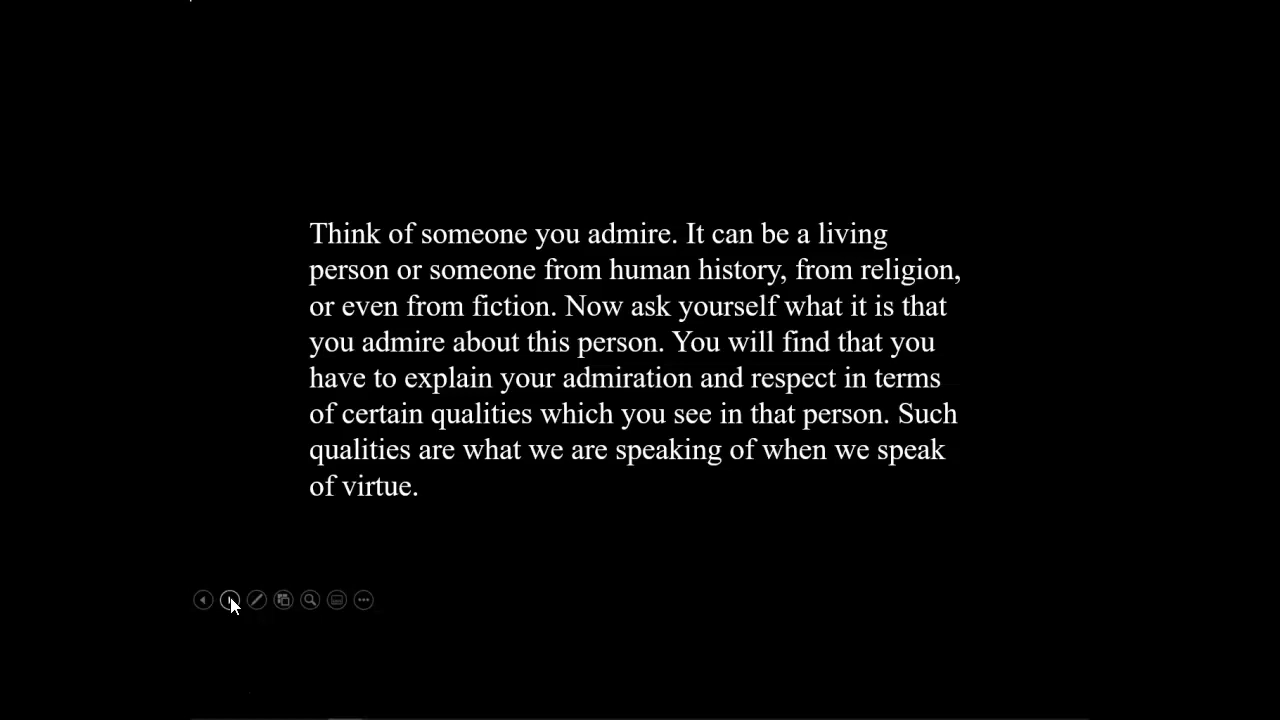 Think of someone you admire. It can be a living
person or someone from human history, from religion,
or even from fiction. Now ask yourself what it is that
you admire about this person. You will find that you
have to explain your admiration and respect in terms
of certain qualities which you see in that person. Such
qualities are what we are speaking of when we speak
of virtue.